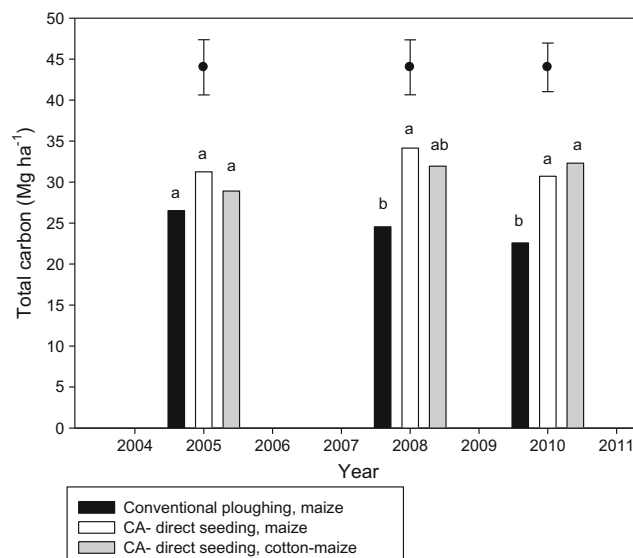 50
45
40
35
30
25
20
15
10
5
0
Total carbon (Mg ha⁻¹)
a
a
a
b
a
ab
b
a
a
2004 2005 2006 2007 2008 2009 2010 2011
Year
Conventional ploughing, maize
CA- direct seeding, maize
CA- direct seeding, cotton-maize